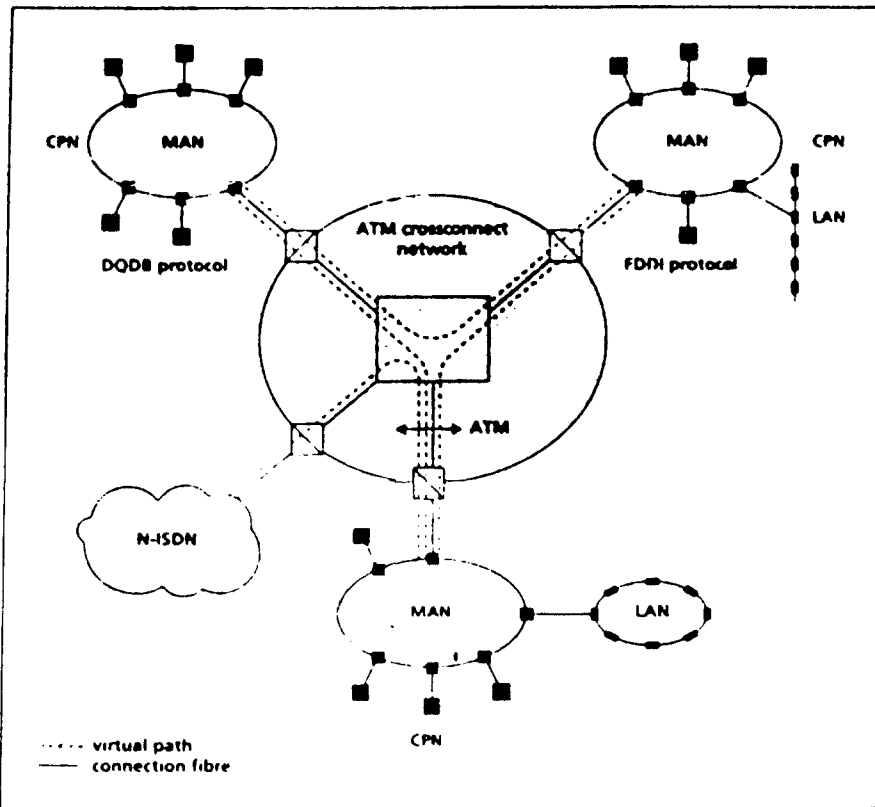 CPN
MAN
MAN
CPN
LAN
ATM crossconnect
network
DQDB protocol
FDDI protocol
ATM
N-ISDN
MAN
LAN
CPN
virtual path
connection fibre